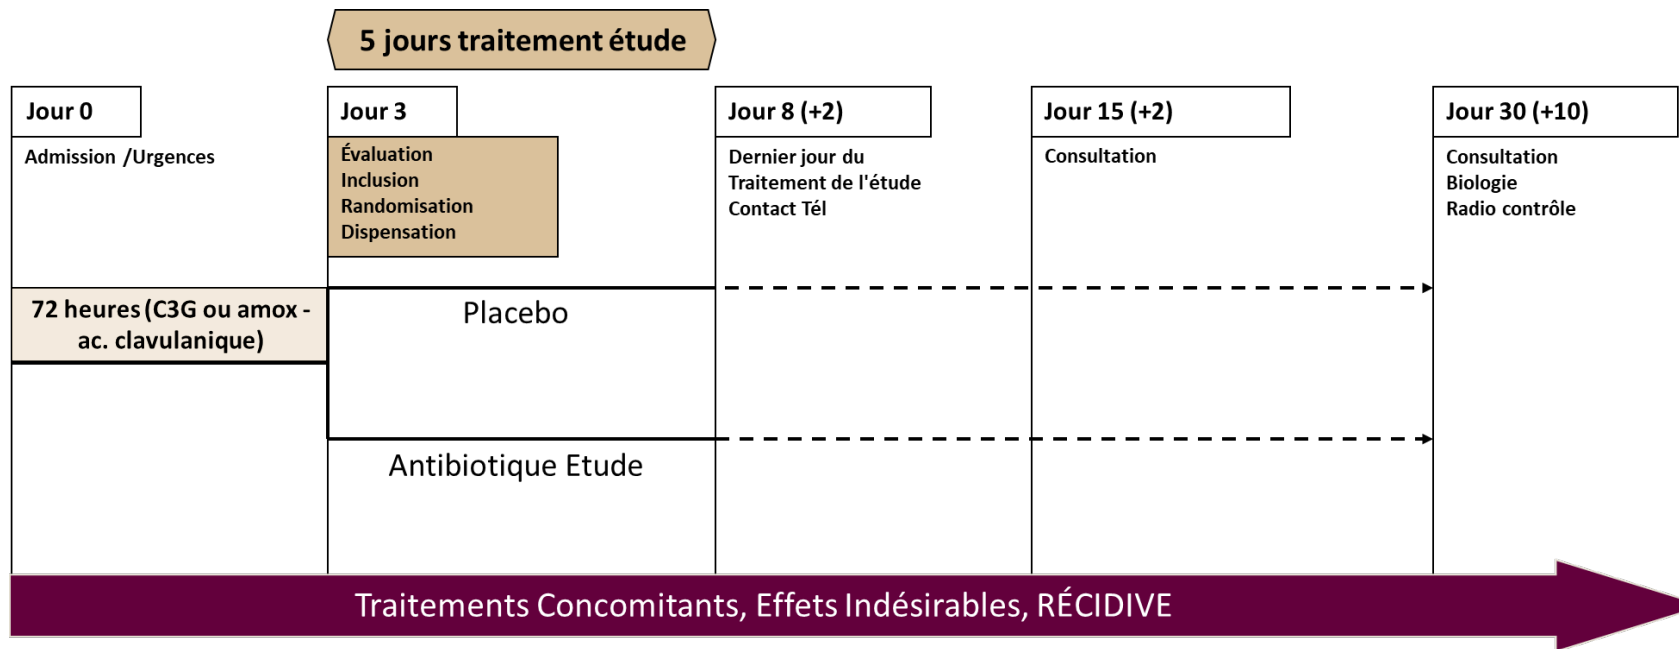 5 jours traitement étude
Jour 0
Admission /Urgences
Jour 3
Évaluation
Inclusion
Randomisation
Dispensation
Jour 8 (+2)
Dernier jour du
Traitement de l'étude
Contact Tél
Jour 15 (+2)
Consultation
Jour 30 (+10)
Consultation
Biologie
Radio contrôle
72 heures (C3G ou amox -
ac. clavulanique)
Placebo
Antibiotique Etude
Traitements Concomitants, Effets Indésirables, RÉCIDIVE